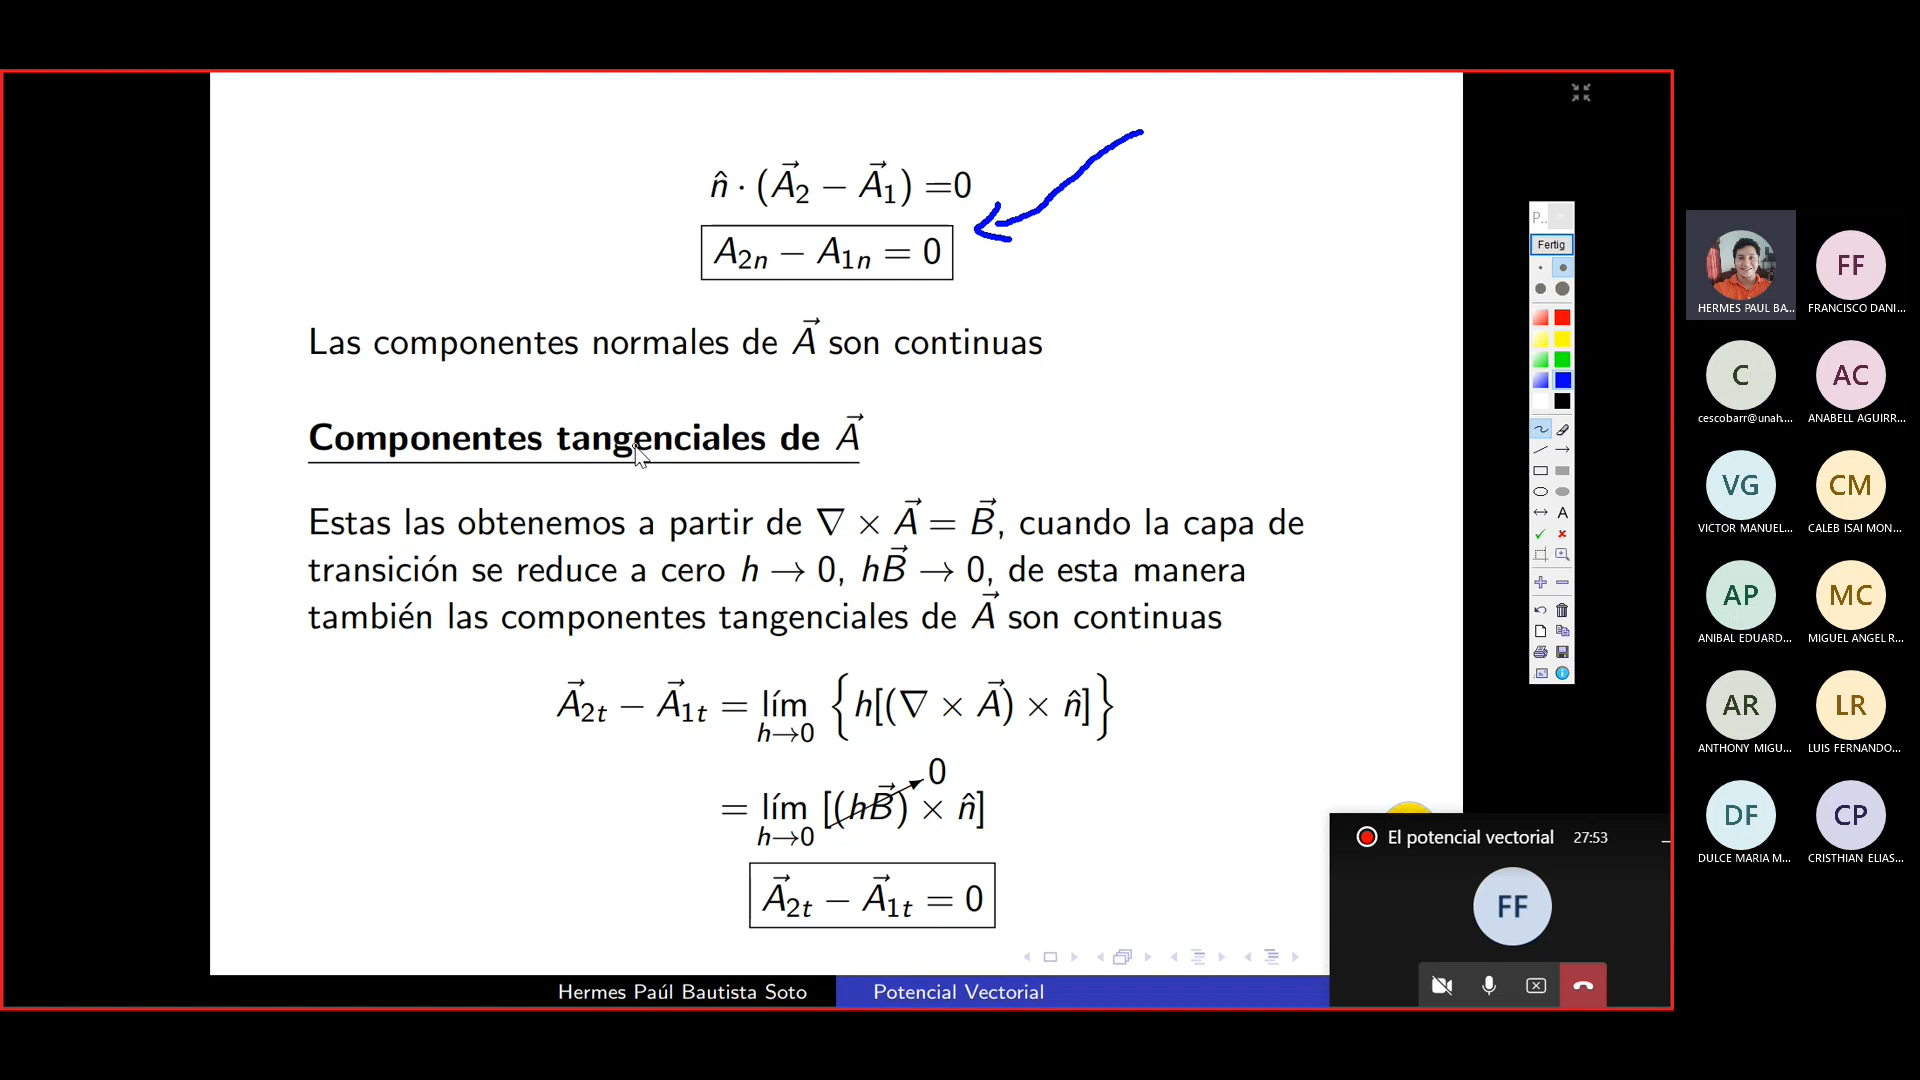 n̂ · (A⃗₂ − A⃗₁) =0
A₂ₙ − A₁ₙ = 0
Las componentes normales de A⃗ son continuas
Componentes tangenciales de A⃗
Estas las obtenemos a partir de ∇ × A⃗ = B⃗, cuando la capa de
transición se reduce a cero h → 0, hB⃗ → 0, de esta manera
también las componentes tangenciales de A⃗ son continuas
A⃗₂ₜ − A⃗₁ₜ = lím h→0 {h[(∇ × A⃗) × n̂]}
= lím h→0 [(hB⃗) × n̂] 0
A⃗₂ₜ − A⃗₁ₜ = 0
Hermes Paúl Bautista Soto
Potencial Vectorial
P..
Fertig
A
El potencial vectorial 27:53
FF
HERMES PAUL BA...
FF
FRANCISCO DANI...
C
cescobarr@unah....
AC
ANABELL AGUIRR...
VG
VICTOR MANUEL...
CM
CALEB ISAI MON...
AP
ANIBAL EDUARD...
MC
MIGUEL ANGEL R...
AR
ANTHONY MIGU...
LR
LUIS FERNANDO...
DF
DULCE MARIA M...
CP
CRISTHIAN ELIAS...